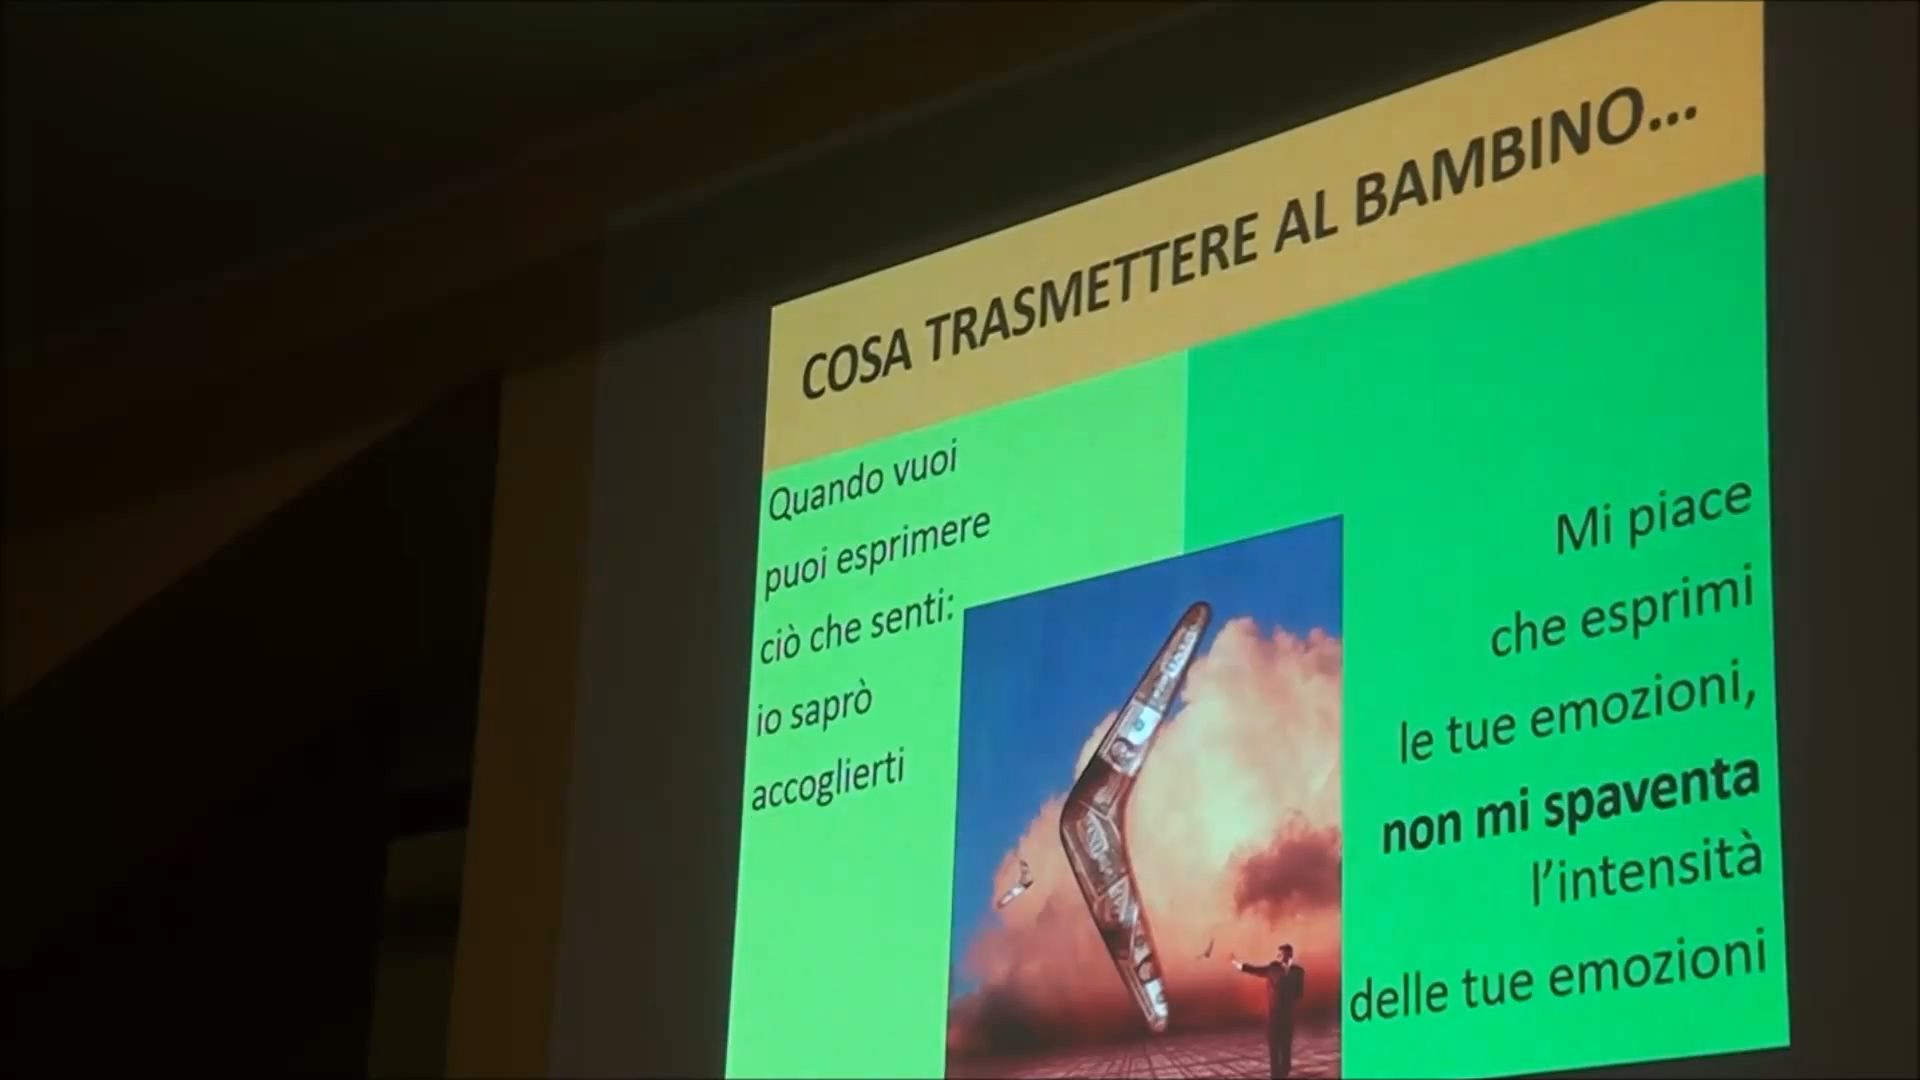 COSA TRASMETTERE AL BAMBINO...
Quando vuoi
puoi esprimere
ciò che senti:
io saprò
accoglierti
Mi piace
che esprimi
le tue emozioni,
non mi spaventa
l'intensità
delle tue emozioni